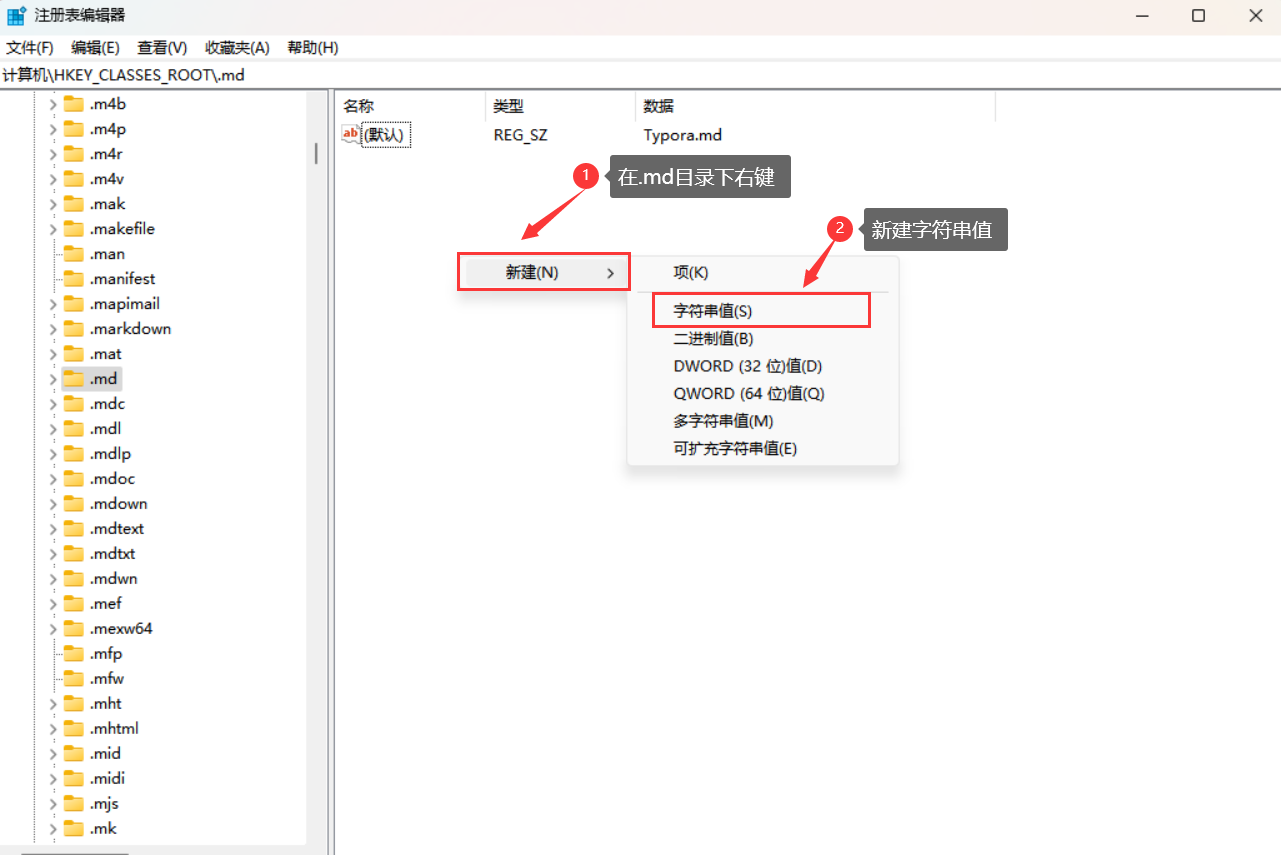 注册表编辑器
文件(F) 编辑(E) 查看(V) 收藏夹(A) 帮助(H)
计算机\HKEY_CLASSES_ROOT\.md
.m4b
.m4p
.m4r
.m4v
.mak
.makefile
.man
.manifest
.mapimail
.markdown
.mat
.md
.mdc
.mdl
.mdlp
.mdoc
.mdown
.mdtext
.mdtxt
.mdwn
.mef
.mexw64
.mfp
.mfw
.mht
.mhtml
.mid
.midi
.mjs
.mk
名称 类型 数据
ab (默认) REG_SZ Typora.md
1 在.md目录下右键
2 新建字符串值
新建(N)
项(K)
字符串值(S)
二进制值(B)
DWORD (32 位)值(D)
QWORD (64 位)值(Q)
多字符串值(M)
可扩充字符串值(E)